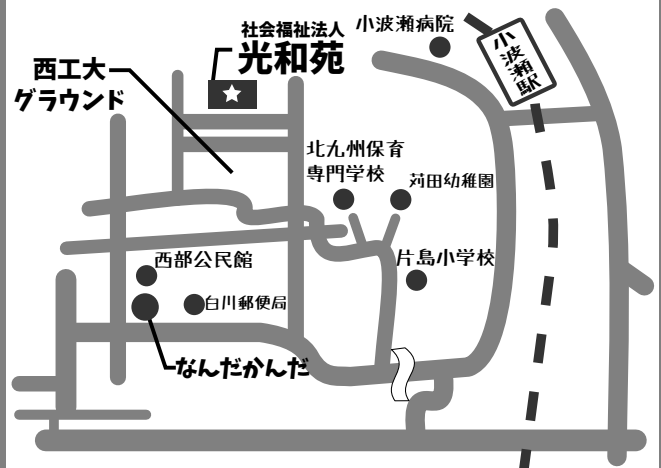 社会福祉法人
光和苑
小波瀬病院
小波瀬駅
西工大
グラウンド
北九州保育
専門学校
苅田幼稚園
西部公民館
片島小学校
白川郵便局
なんだかんだ